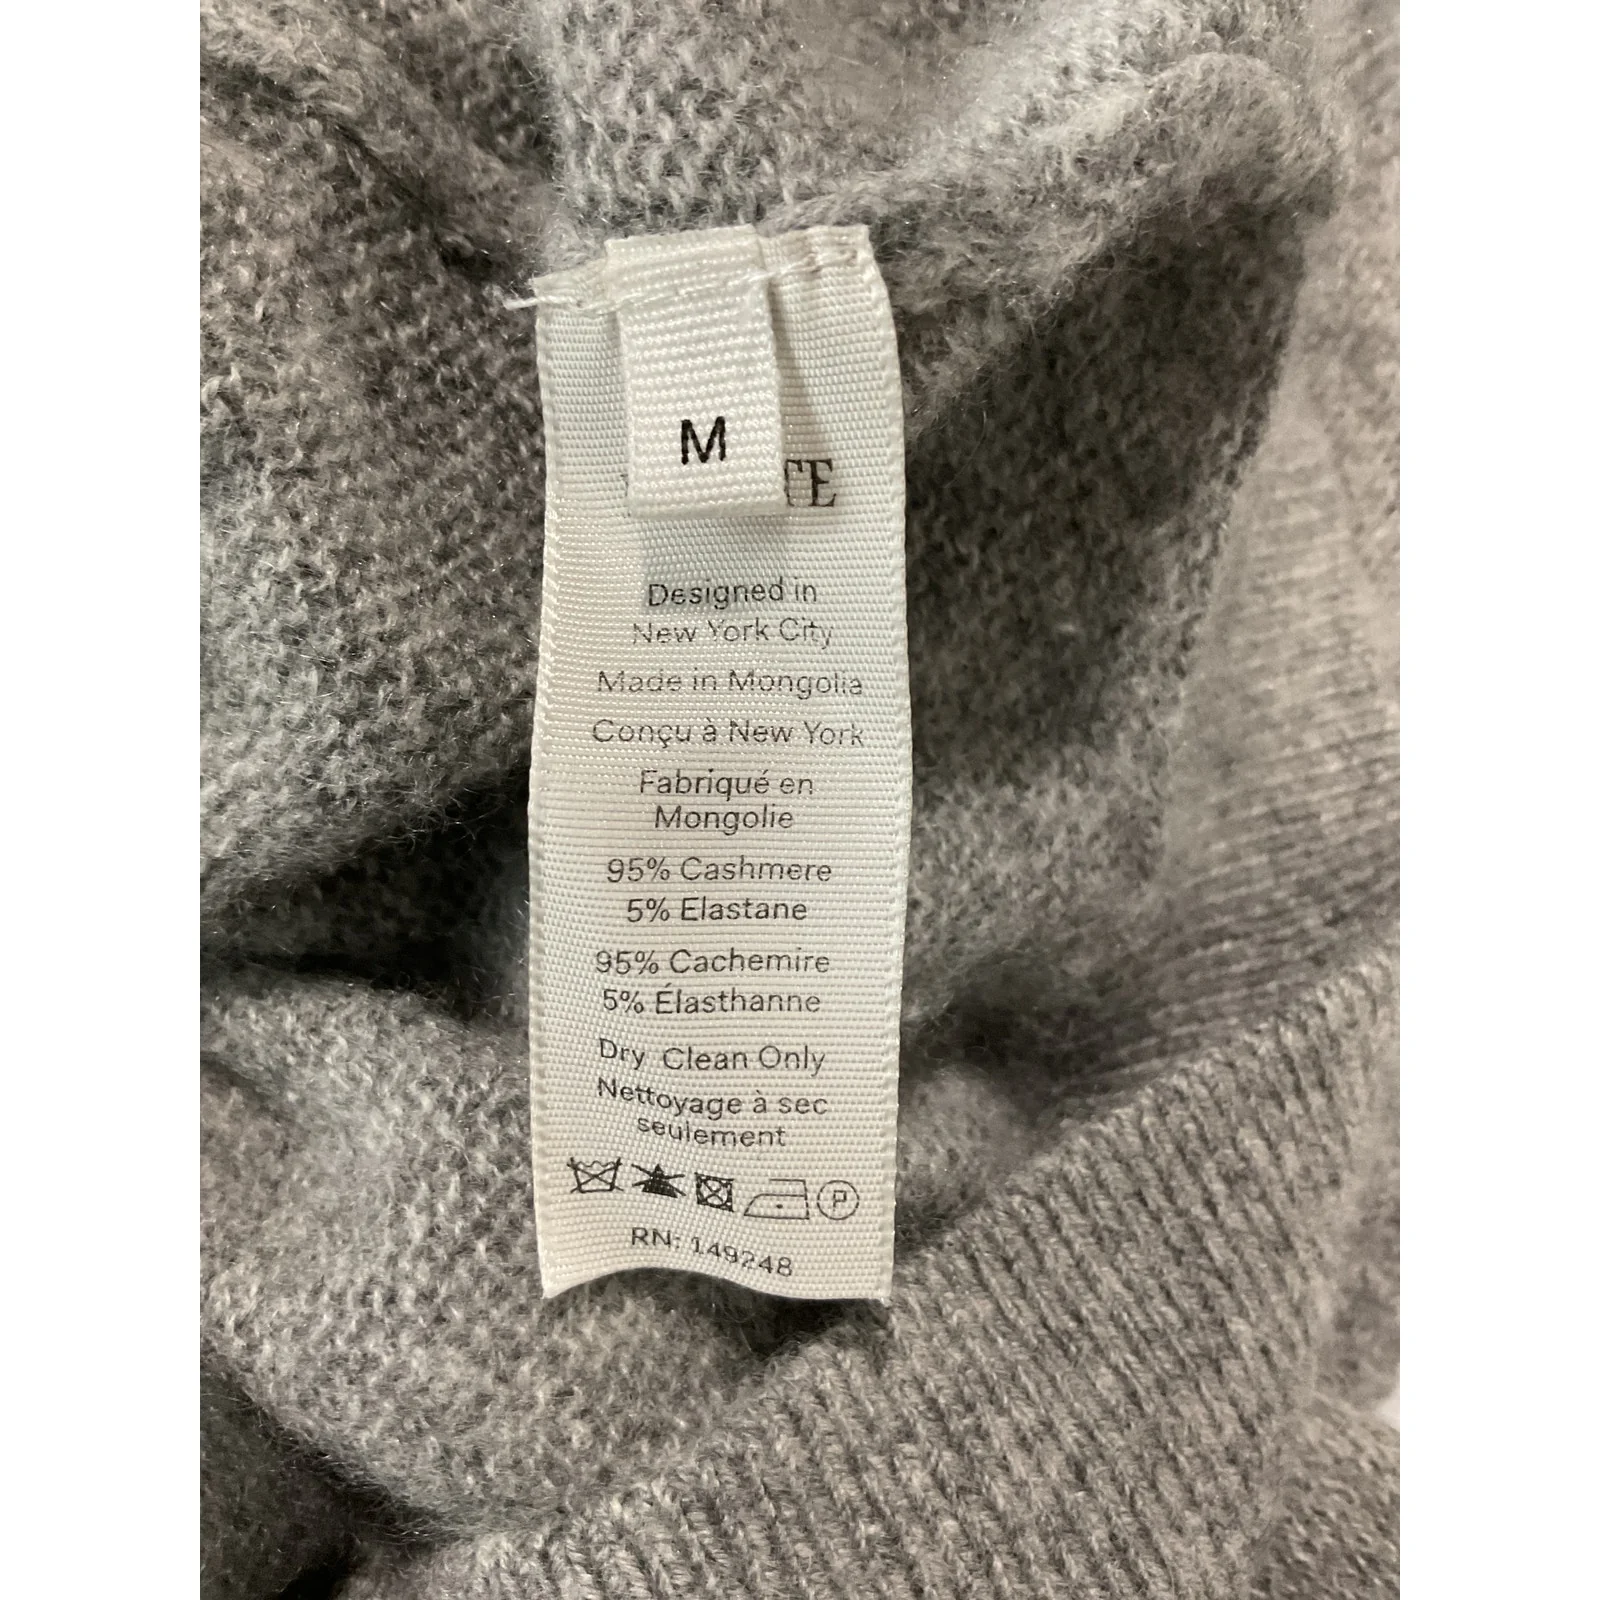 M
TE
Designed in
New York City
Made in Mongolia
Conçu à New York
Fabriqué en
Mongolie
95% Cashmere
5% Elastane
95% Cachemire
5% Élasthanne
Dry Clean Only
Nettoyage à sec
seulement
P
RN: 149248